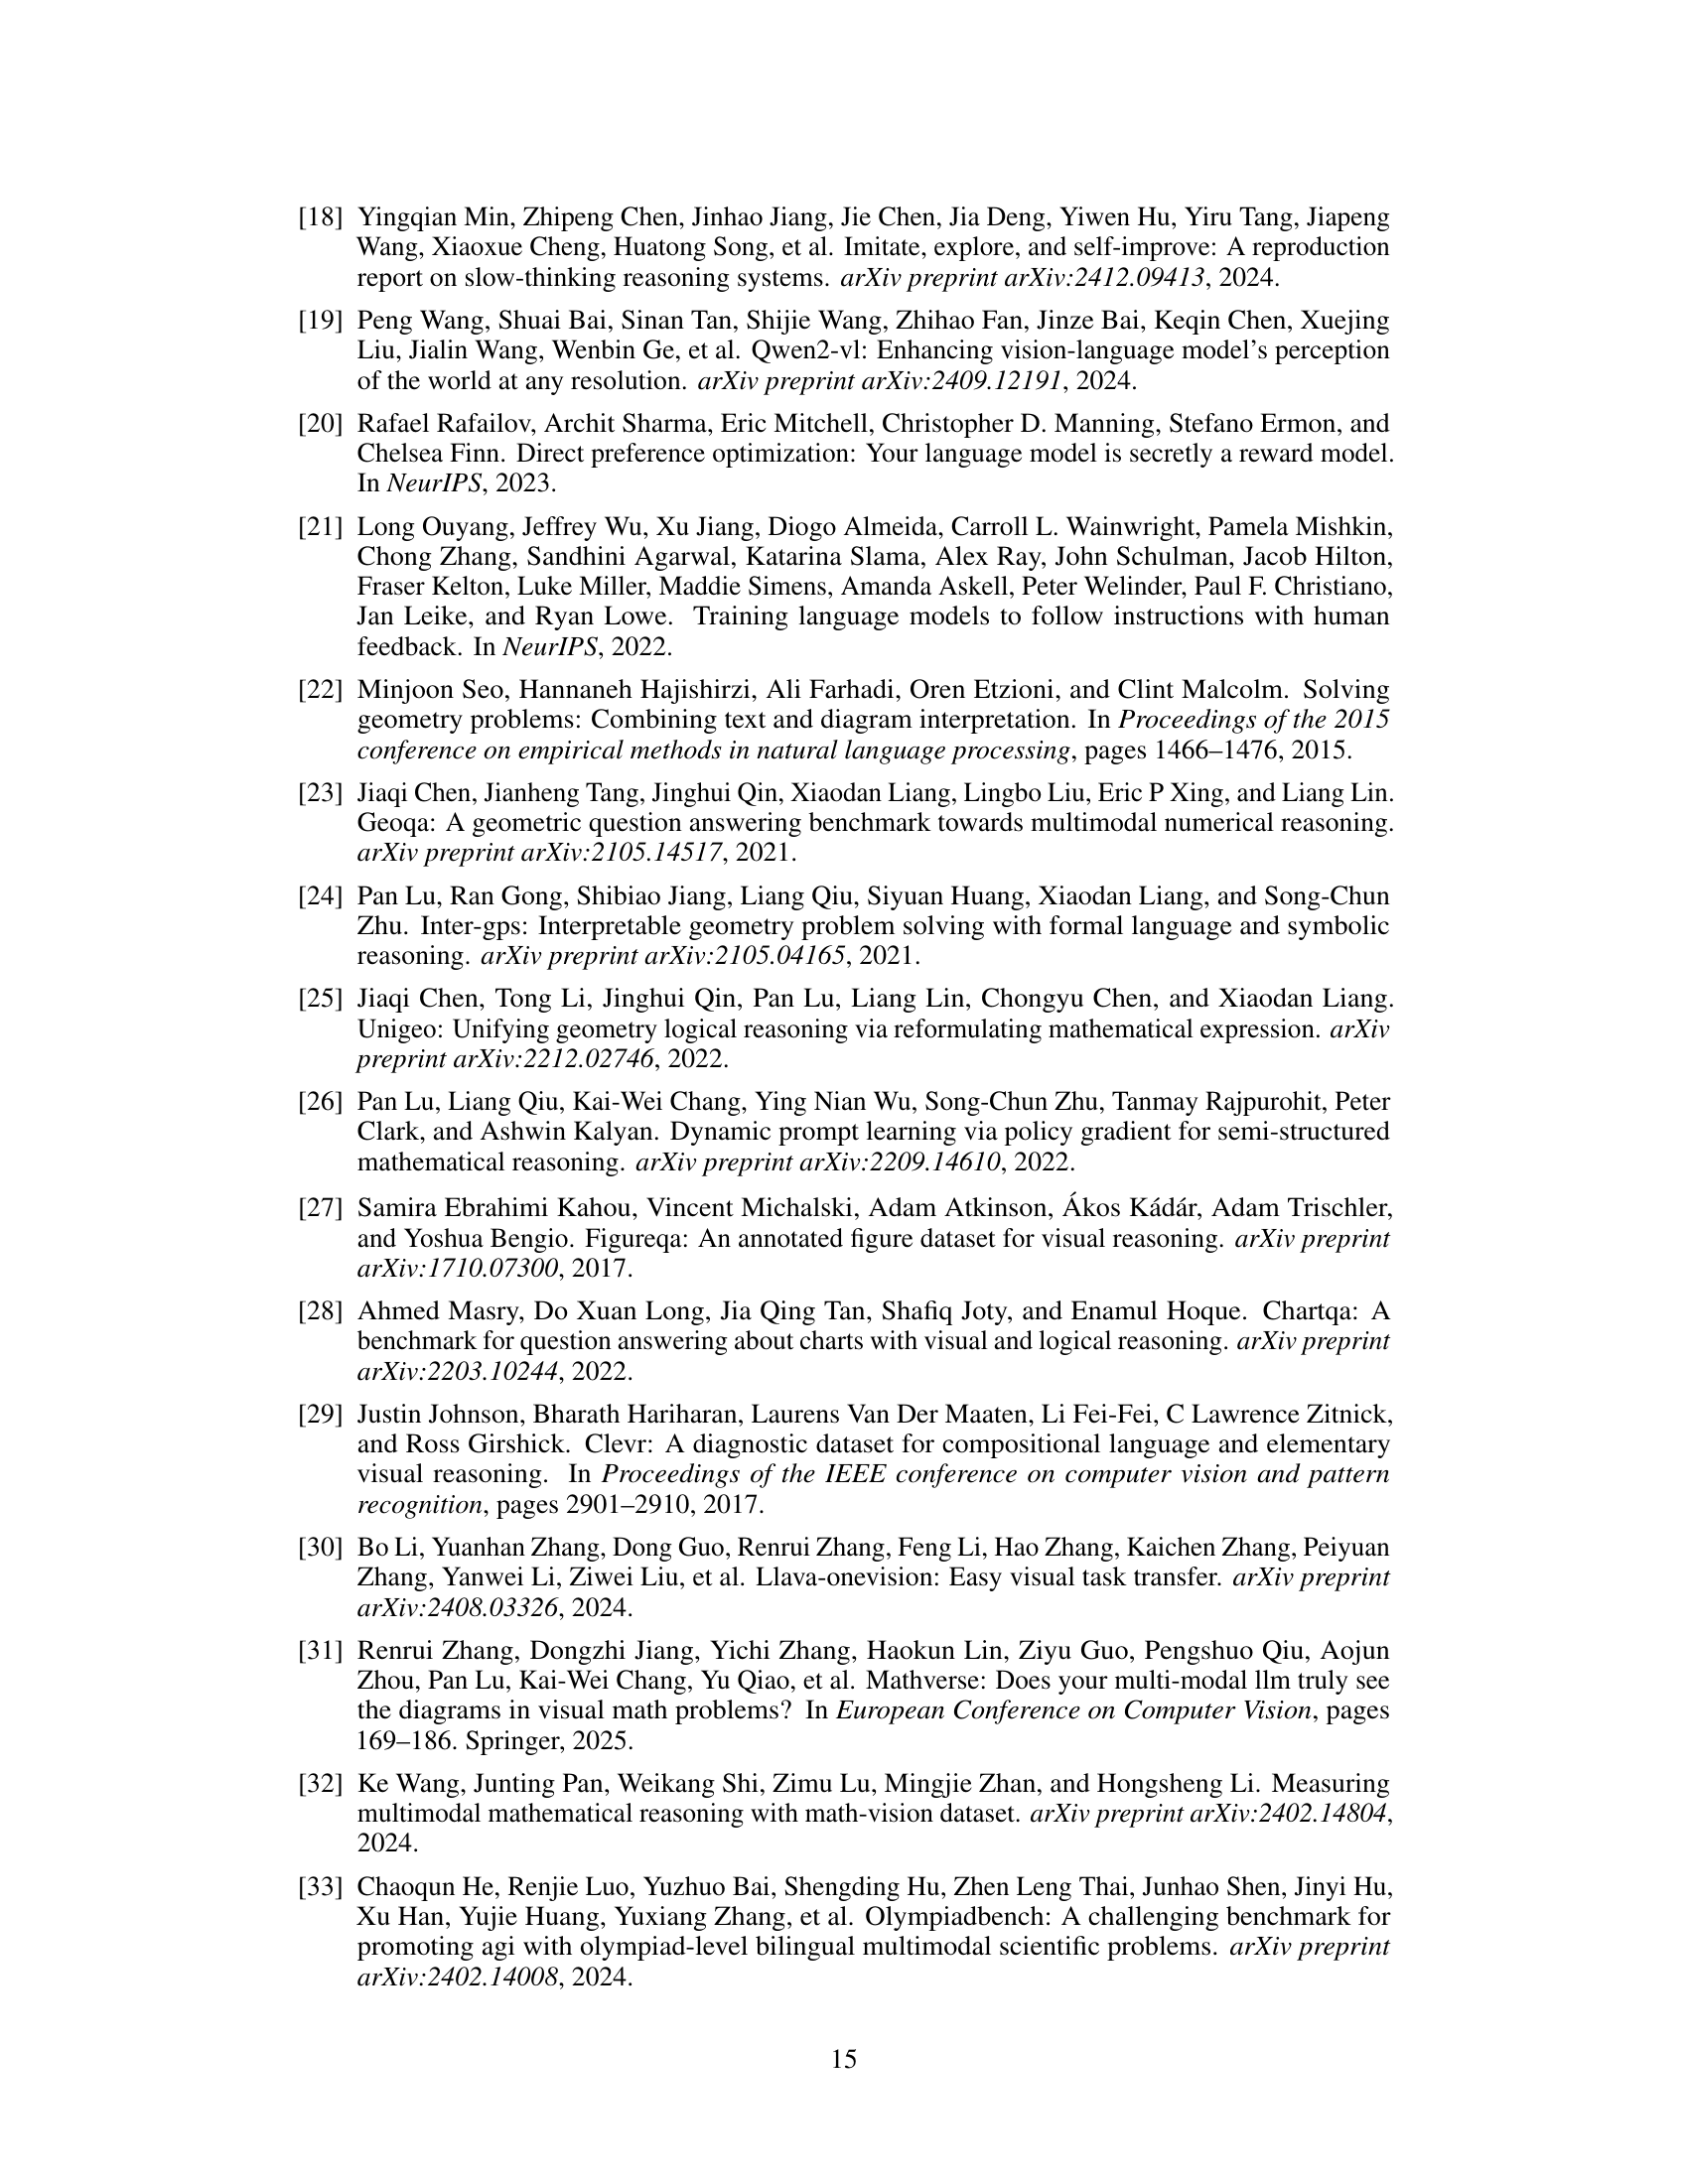 [18] Yingqian Min, Zhipeng Chen, Jinhao Jiang, Jie Chen, Jia Deng, Yiwen Hu, Yiru Tang, Jiapeng
Wang, Xiaoxue Cheng, Huatong Song, et al. Imitate, explore, and self-improve: A reproduction
report on slow-thinking reasoning systems. arXiv preprint arXiv:2412.09413, 2024.
[19] Peng Wang, Shuai Bai, Sinan Tan, Shijie Wang, Zhihao Fan, Jinze Bai, Keqin Chen, Xuejing
Liu, Jialin Wang, Wenbin Ge, et al. Qwen2-vl: Enhancing vision-language model's perception
of the world at any resolution. arXiv preprint arXiv:2409.12191, 2024.
[20] Rafael Rafailov, Archit Sharma, Eric Mitchell, Christopher D. Manning, Stefano Ermon, and
Chelsea Finn. Direct preference optimization: Your language model is secretly a reward model.
In NeurIPS, 2023.
[21] Long Ouyang, Jeffrey Wu, Xu Jiang, Diogo Almeida, Carroll L. Wainwright, Pamela Mishkin,
Chong Zhang, Sandhini Agarwal, Katarina Slama, Alex Ray, John Schulman, Jacob Hilton,
Fraser Kelton, Luke Miller, Maddie Simens, Amanda Askell, Peter Welinder, Paul F. Christiano,
Jan Leike, and Ryan Lowe. Training language models to follow instructions with human
feedback. In NeurIPS, 2022.
[22] Minjoon Seo, Hannaneh Hajishirzi, Ali Farhadi, Oren Etzioni, and Clint Malcolm. Solving
geometry problems: Combining text and diagram interpretation. In Proceedings of the 2015
conference on empirical methods in natural language processing, pages 1466–1476, 2015.
[23] Jiaqi Chen, Jianheng Tang, Jinghui Qin, Xiaodan Liang, Lingbo Liu, Eric P Xing, and Liang Lin.
Geoqa: A geometric question answering benchmark towards multimodal numerical reasoning.
arXiv preprint arXiv:2105.14517, 2021.
[24] Pan Lu, Ran Gong, Shibiao Jiang, Liang Qiu, Siyuan Huang, Xiaodan Liang, and Song-Chun
Zhu. Inter-gps: Interpretable geometry problem solving with formal language and symbolic
reasoning. arXiv preprint arXiv:2105.04165, 2021.
[25] Jiaqi Chen, Tong Li, Jinghui Qin, Pan Lu, Liang Lin, Chongyu Chen, and Xiaodan Liang.
Unigeo: Unifying geometry logical reasoning via reformulating mathematical expression. arXiv
preprint arXiv:2212.02746, 2022.
[26] Pan Lu, Liang Qiu, Kai-Wei Chang, Ying Nian Wu, Song-Chun Zhu, Tanmay Rajpurohit, Peter
Clark, and Ashwin Kalyan. Dynamic prompt learning via policy gradient for semi-structured
mathematical reasoning. arXiv preprint arXiv:2209.14610, 2022.
[27] Samira Ebrahimi Kahou, Vincent Michalski, Adam Atkinson, Ákos Kádár, Adam Trischler,
and Yoshua Bengio. Figureqa: An annotated figure dataset for visual reasoning. arXiv preprint
arXiv:1710.07300, 2017.
[28] Ahmed Masry, Do Xuan Long, Jia Qing Tan, Shafiq Joty, and Enamul Hoque. Chartqa: A
benchmark for question answering about charts with visual and logical reasoning. arXiv preprint
arXiv:2203.10244, 2022.
[29] Justin Johnson, Bharath Hariharan, Laurens Van Der Maaten, Li Fei-Fei, C Lawrence Zitnick,
and Ross Girshick. Clevr: A diagnostic dataset for compositional language and elementary
visual reasoning. In Proceedings of the IEEE conference on computer vision and pattern
recognition, pages 2901–2910, 2017.
[30] Bo Li, Yuanhan Zhang, Dong Guo, Renrui Zhang, Feng Li, Hao Zhang, Kaichen Zhang, Peiyuan
Zhang, Yanwei Li, Ziwei Liu, et al. Llava-onevision: Easy visual task transfer. arXiv preprint
arXiv:2408.03326, 2024.
[31] Renrui Zhang, Dongzhi Jiang, Yichi Zhang, Haokun Lin, Ziyu Guo, Pengshuo Qiu, Aojun
Zhou, Pan Lu, Kai-Wei Chang, Yu Qiao, et al. Mathverse: Does your multi-modal llm truly see
the diagrams in visual math problems? In European Conference on Computer Vision, pages
169–186. Springer, 2025.
[32] Ke Wang, Junting Pan, Weikang Shi, Zimu Lu, Mingjie Zhan, and Hongsheng Li. Measuring
multimodal mathematical reasoning with math-vision dataset. arXiv preprint arXiv:2402.14804,
2024.
[33] Chaoqun He, Renjie Luo, Yuzhuo Bai, Shengding Hu, Zhen Leng Thai, Junhao Shen, Jinyi Hu,
Xu Han, Yujie Huang, Yuxiang Zhang, et al. Olympiadbench: A challenging benchmark for
promoting agi with olympiad-level bilingual multimodal scientific problems. arXiv preprint
arXiv:2402.14008, 2024.
15